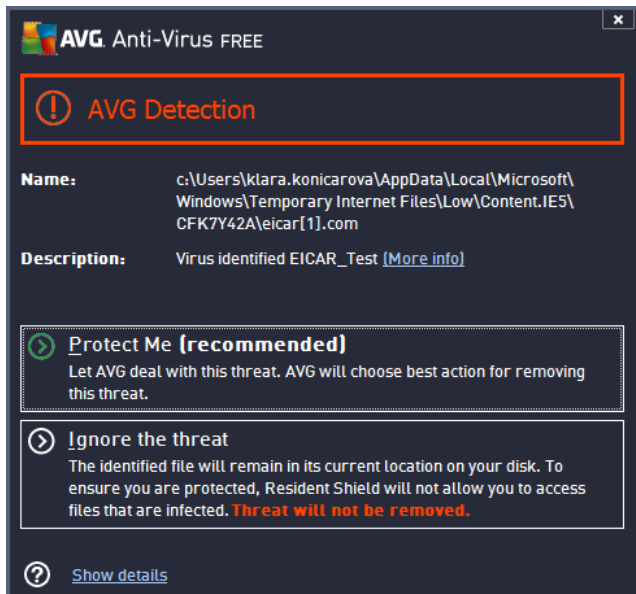 AVG. Anti-Virus FREE
x
AVG Detection
Name: c:\Users\klara.konicarova\AppData\Local\Microsoft\
Windows\Temporary Internet Files\Low\Content.IE5\
CFK7Y42A\eicar[1].com
Description: Virus identified EICAR_Test (More info)
Protect Me (recommended)
Let AVG deal with this threat. AVG will choose best action for removing
this threat.
Ignore the threat
The identified file will remain in its current location on your disk. To
ensure you are protected, Resident Shield will not allow you to access
files that are infected. Threat will not be removed.
? Show details